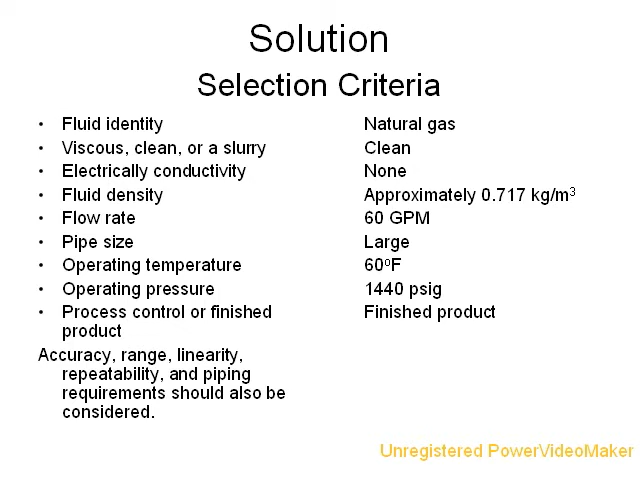 Solution
Selection Criteria
• Fluid identity Natural gas
• Viscous, clean, or a slurry Clean
• Electrically conductivity None
• Fluid density Approximately 0.717 kg/m³
• Flow rate 60 GPM
• Pipe size Large
• Operating temperature 60ºF
• Operating pressure 1440 psig
• Process control or finished Finished product
product
Accuracy, range, linearity,
repeatability, and piping
requirements should also be
considered.
Unregistered PowerVideoMaker